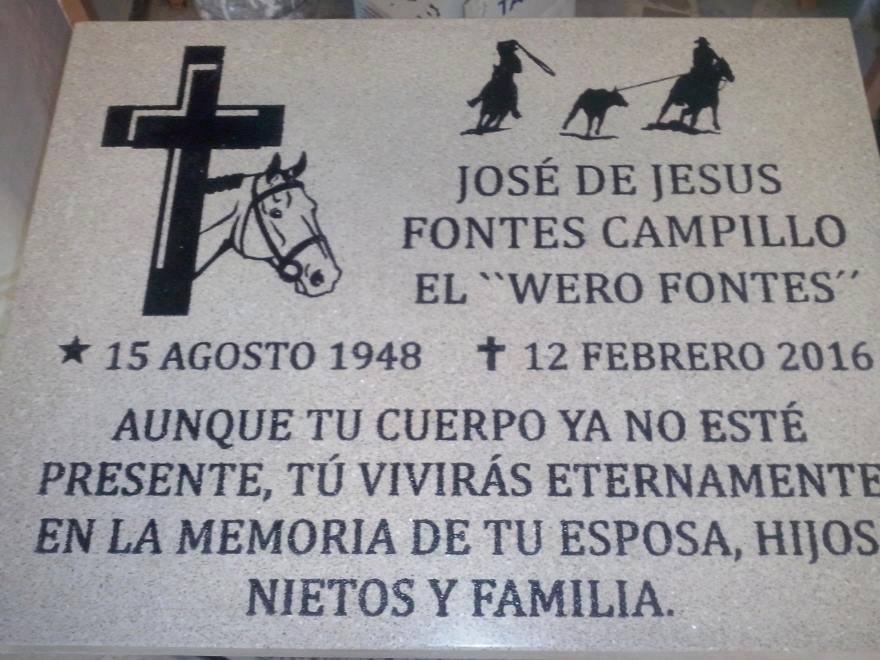 JOSÉ DE JESUS
FONTES CAMPILLO
EL ``WERO FONTES´´
★ 15 AGOSTO 1948 ✝ 12 FEBRERO 2016
AUNQUE TU CUERPO YA NO ESTÉ
PRESENTE, TÚ VIVIRÁS ETERNAMENTE
EN LA MEMORIA DE TU ESPOSA, HIJOS
NIETOS Y FAMILIA.